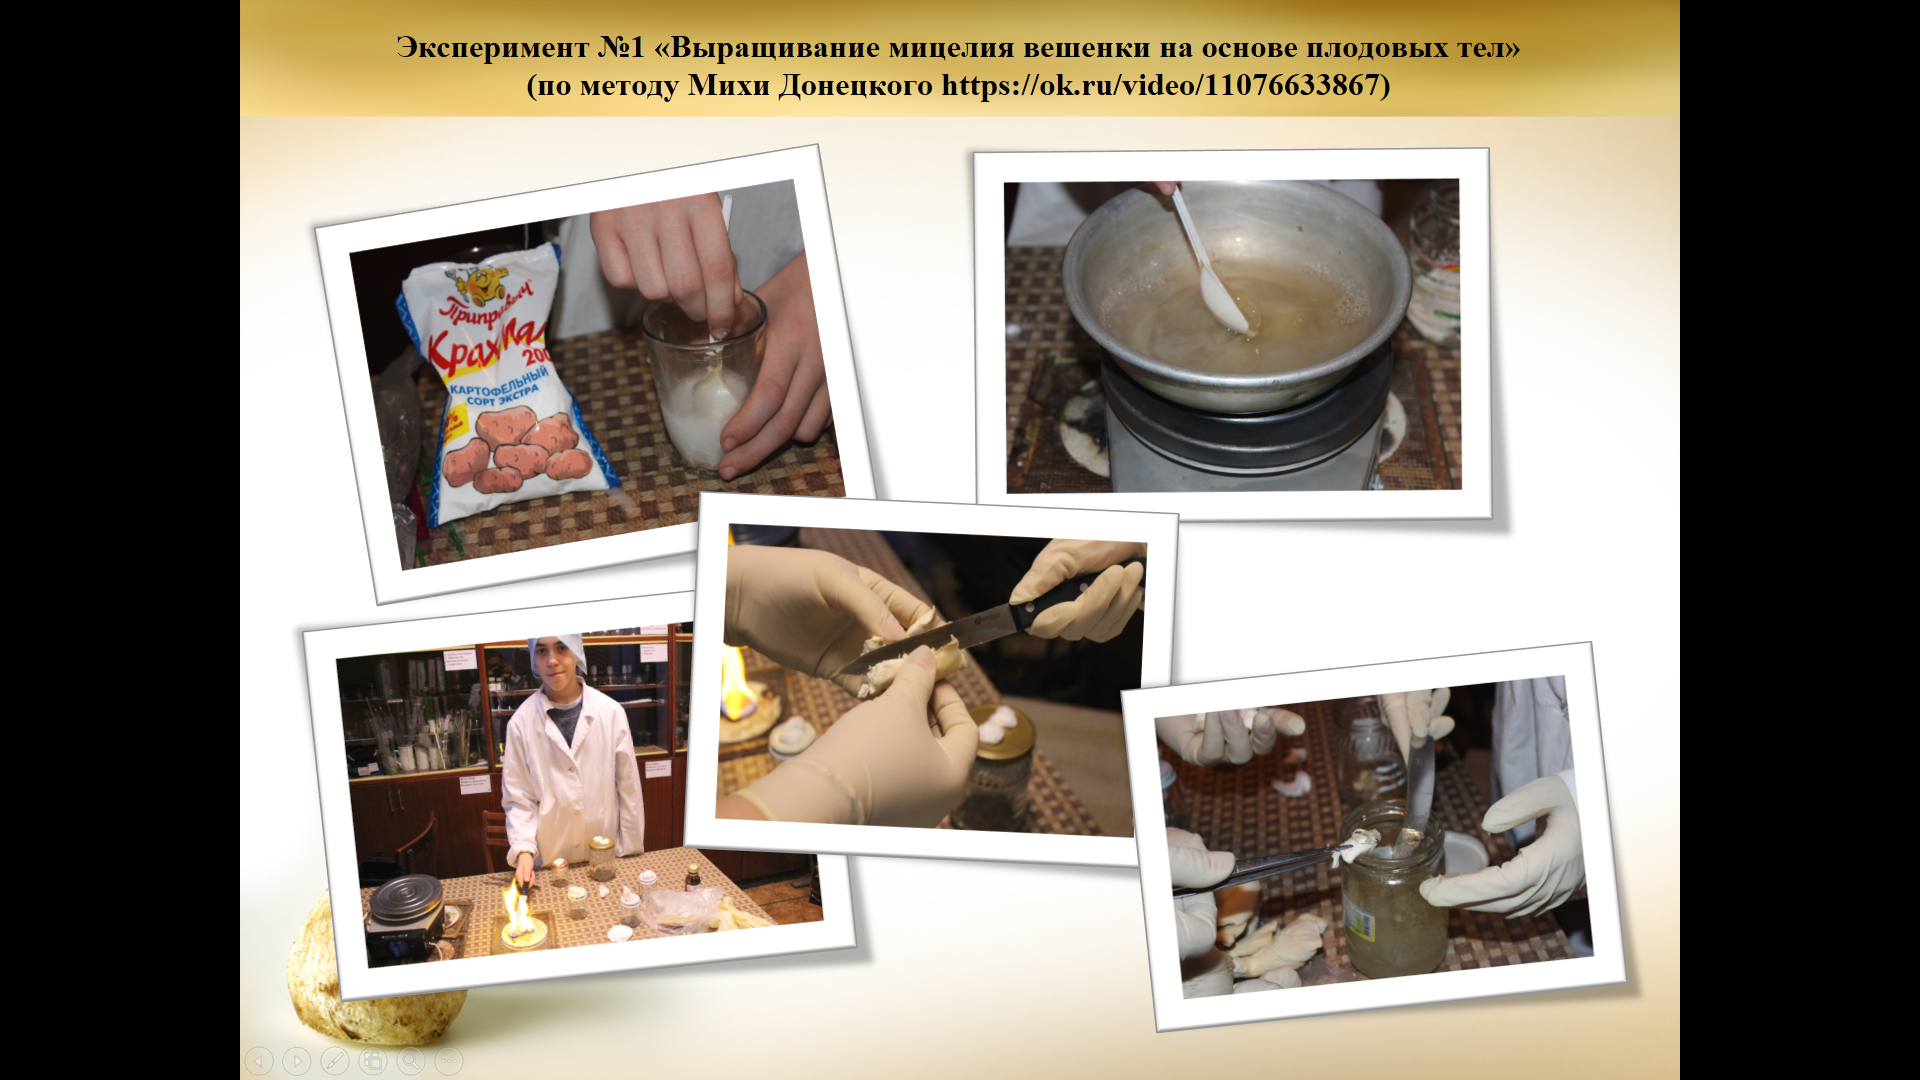 Эксперимент №1 «Выращивание мицелия вешенки на основе плодовых тел»
(по методу Михи Донецкого https://ok.ru/video/11076633867)
Приправыч
Крахмал
200
КАРТОФЕЛЬНЫЙ
СОРТ ЭКСТРА